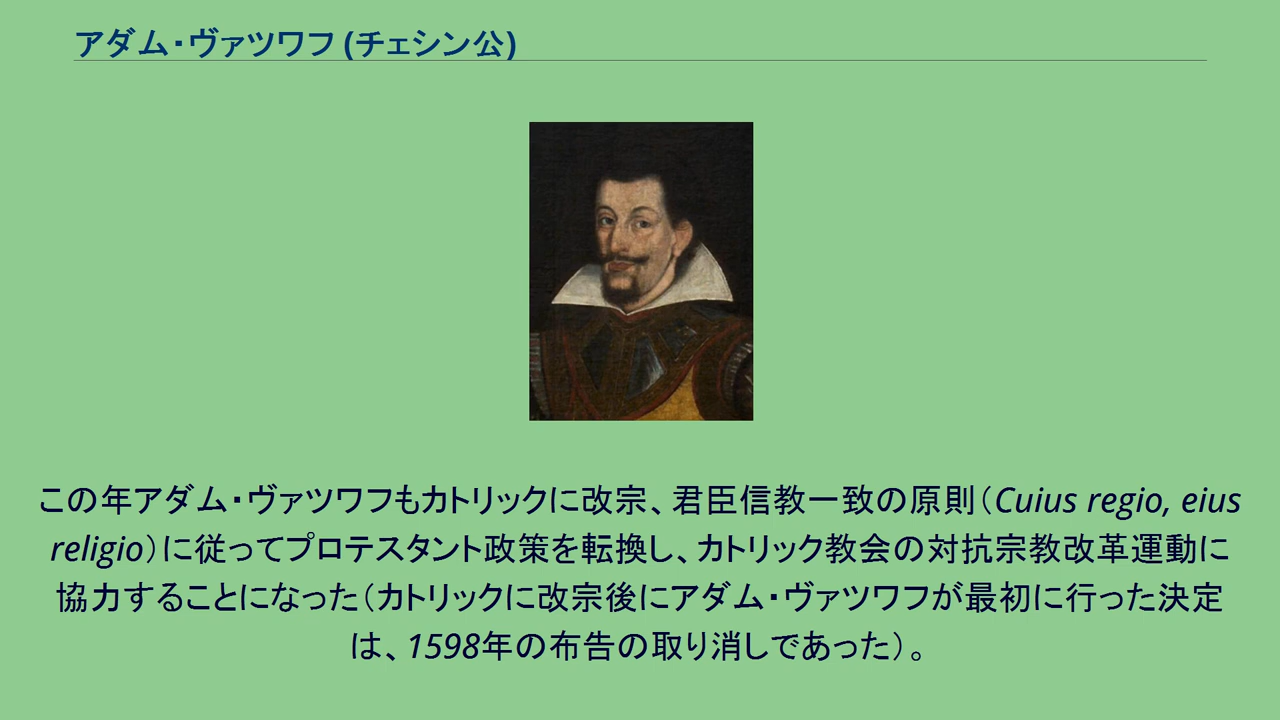 アダム・ヴァツワフ (チェシン公)
この年アダム・ヴァツワフもカトリックに改宗、君臣信教一致の原則（Cuius regio, eius
religio）に従ってプロテスタント政策を転換し、カトリック教会の対抗宗教改革運動に
協力することになった（カトリックに改宗後にアダム・ヴァツワフが最初に行った決定
は、1598年の布告の取り消しであった）。